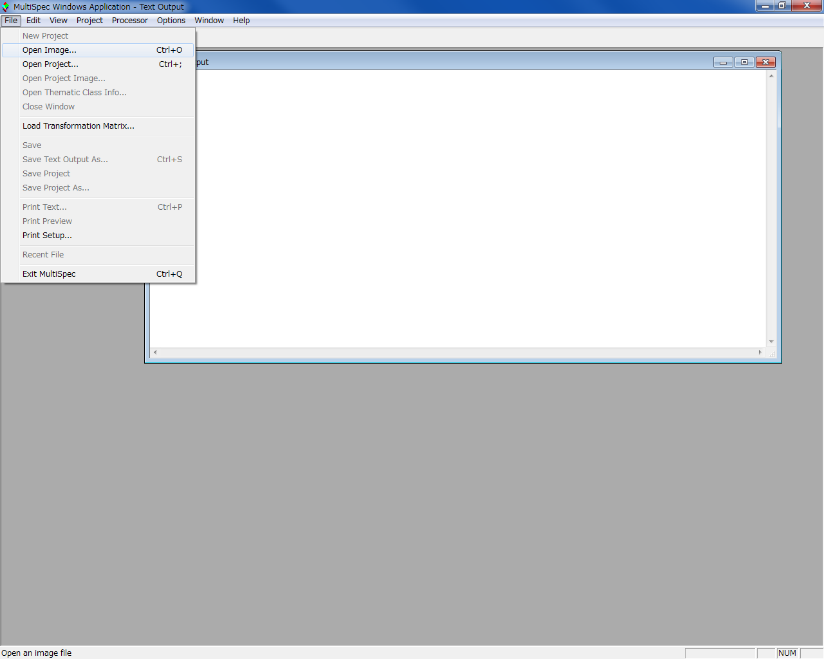 MultiSpec Windows Application - Text Output
File Edit View Project Processor Options Window Help
New Project
Open Image... Ctrl+O
Open Project... Ctrl+;
Open Project Image...
Open Thematic Class Info...
Close Window
Load Transformation Matrix...
Save
Save Text Output As... Ctrl+S
Save Project
Save Project As...
Print Text... Ctrl+P
Print Preview
Print Setup...
Recent File
Exit MultiSpec Ctrl+Q
put
Open an image file
NUM